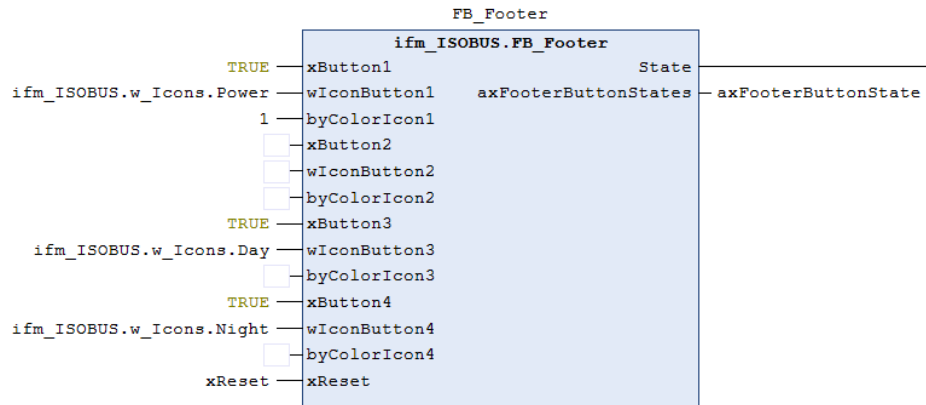 FB_Footer
ifm_ISOBUS.FB_Footer
TRUE xButton1 State
ifm_ISOBUS.w_Icons.Power wIconButton1 axFooterButtonStates axFooterButtonState
1 byColorIcon1
xButton2
wIconButton2
byColorIcon2
TRUE xButton3
ifm_ISOBUS.w_Icons.Day wIconButton3
byColorIcon3
TRUE xButton4
ifm_ISOBUS.w_Icons.Night wIconButton4
byColorIcon4
xReset xReset